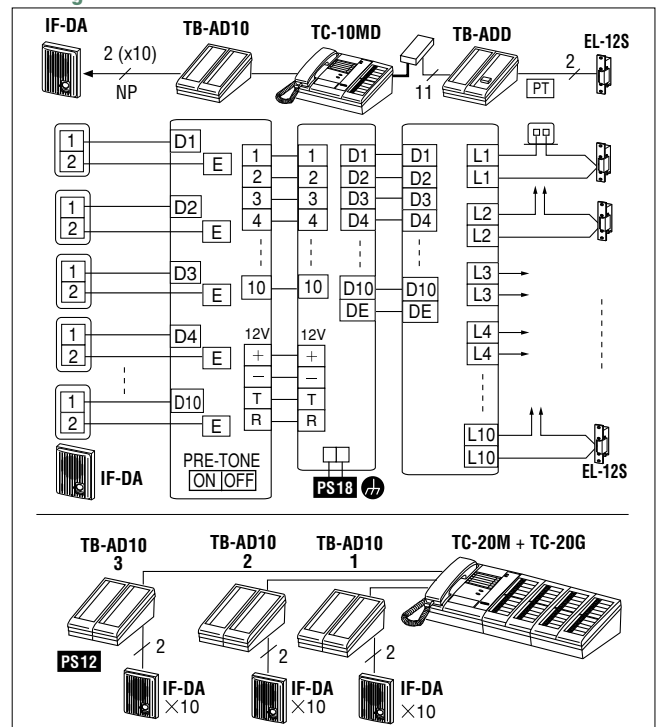 IF-DA TB-AD10 TC-10MD TB-ADD EL-12S
2 (x10) 2
NP 11 PT
1 D1 1 1 D1 D1 L1
2 E 2 2 D2 D2 L1
3 3 D3 D3
1 D2 4 4 D4 D4 L2
2 E L2
1 D3 10 10 D10 D10 L3
2 E DE DE L3
1 D4 12V 12V L4
2 E + + L4
− −
1 D10 T T
2 E R R L10
L10
IF-DA PRE-TONE EL-12S
ON OFF PS18
TB-AD10 TB-AD10 TB-AD10 TC-20M + TC-20G
3 2 1
2 2 2
PS12
IF-DA IF-DA IF-DA
×10 ×10 ×10